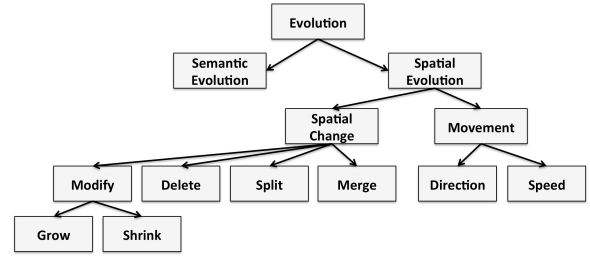 Evolution
Semantic
Evolution
Spatial
Evolution
Spatial
Change
Movement
Modify
Delete
Split
Merge
Direction
Speed
Grow
Shrink